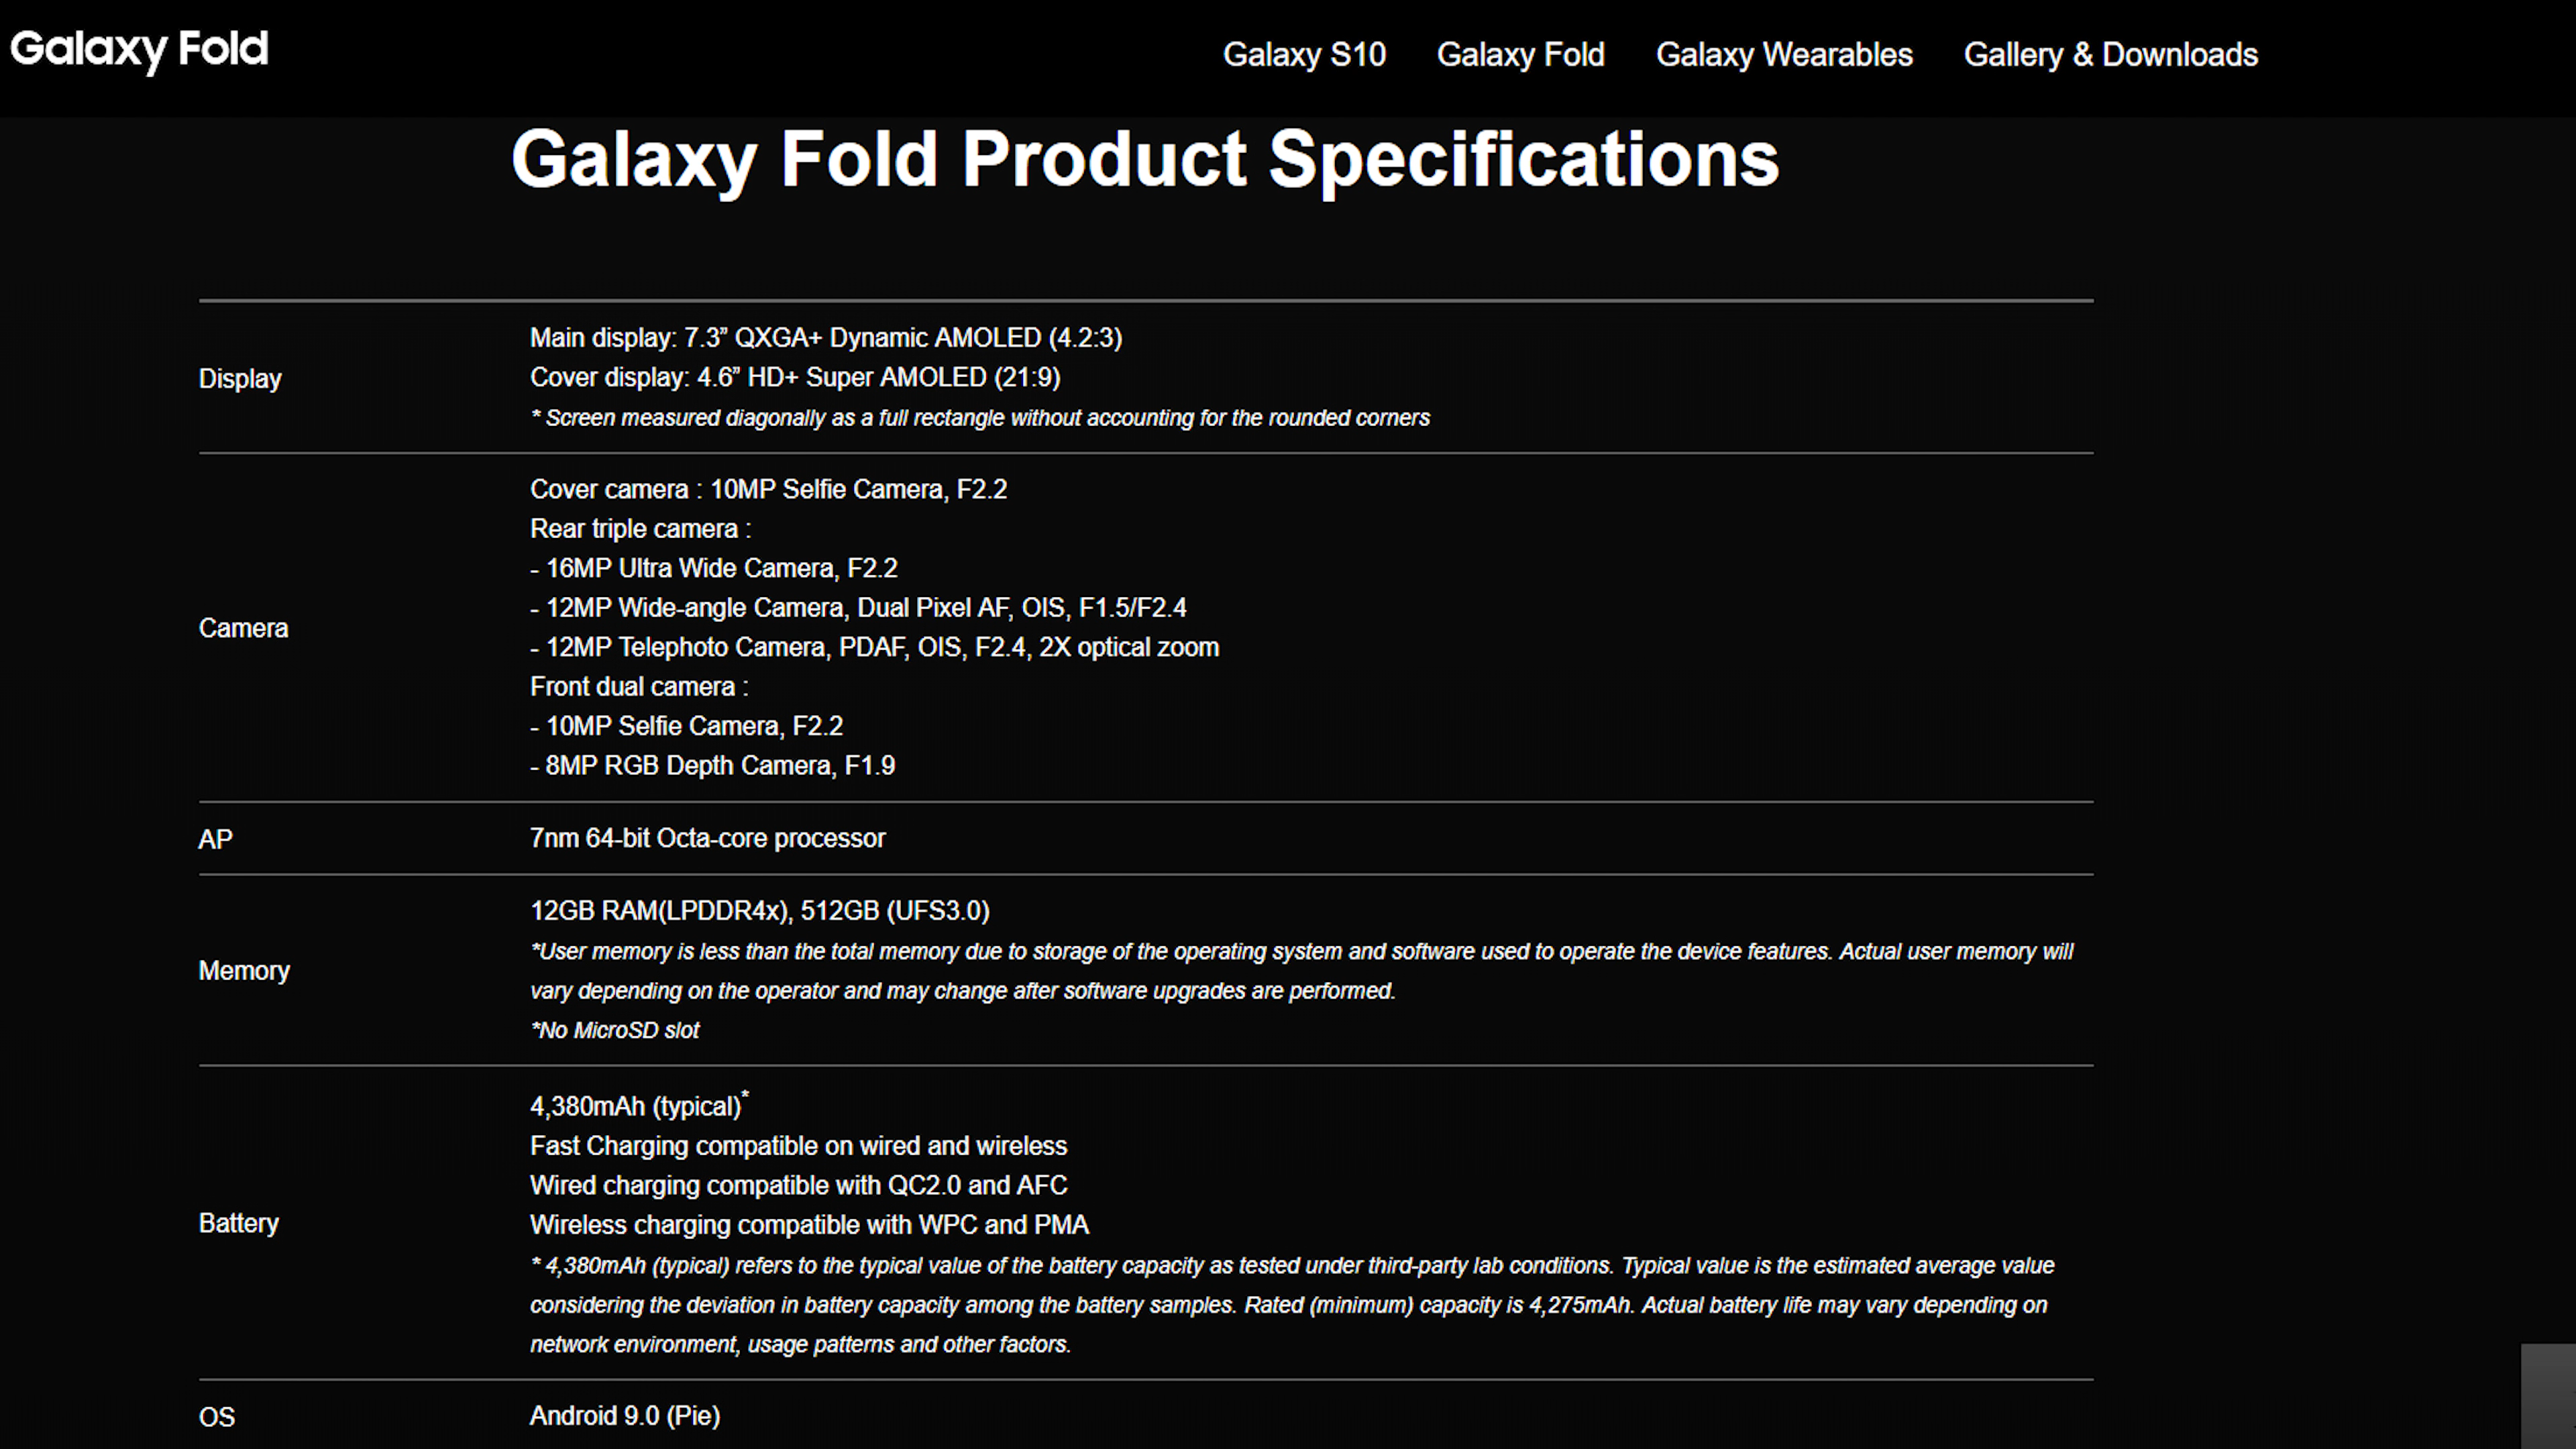 Galaxy Fold
Galaxy S10 Galaxy Fold Galaxy Wearables Gallery & Downloads
Galaxy Fold Product Specifications
Display
Main display: 7.3” QXGA+ Dynamic AMOLED (4.2:3)
Cover display: 4.6” HD+ Super AMOLED (21:9)
* Screen measured diagonally as a full rectangle without accounting for the rounded corners
Camera
Cover camera : 10MP Selfie Camera, F2.2
Rear triple camera :
- 16MP Ultra Wide Camera, F2.2
- 12MP Wide-angle Camera, Dual Pixel AF, OIS, F1.5/F2.4
- 12MP Telephoto Camera, PDAF, OIS, F2.4, 2X optical zoom
Front dual camera :
- 10MP Selfie Camera, F2.2
- 8MP RGB Depth Camera, F1.9
AP
7nm 64-bit Octa-core processor
Memory
12GB RAM(LPDDR4x), 512GB (UFS3.0)
*User memory is less than the total memory due to storage of the operating system and software used to operate the device features. Actual user memory will
vary depending on the operator and may change after software upgrades are performed.
*No MicroSD slot
Battery
4,380mAh (typical)*
Fast Charging compatible on wired and wireless
Wired charging compatible with QC2.0 and AFC
Wireless charging compatible with WPC and PMA
* 4,380mAh (typical) refers to the typical value of the battery capacity as tested under third-party lab conditions. Typical value is the estimated average value
considering the deviation in battery capacity among the battery samples. Rated (minimum) capacity is 4,275mAh. Actual battery life may vary depending on
network environment, usage patterns and other factors.
OS
Android 9.0 (Pie)